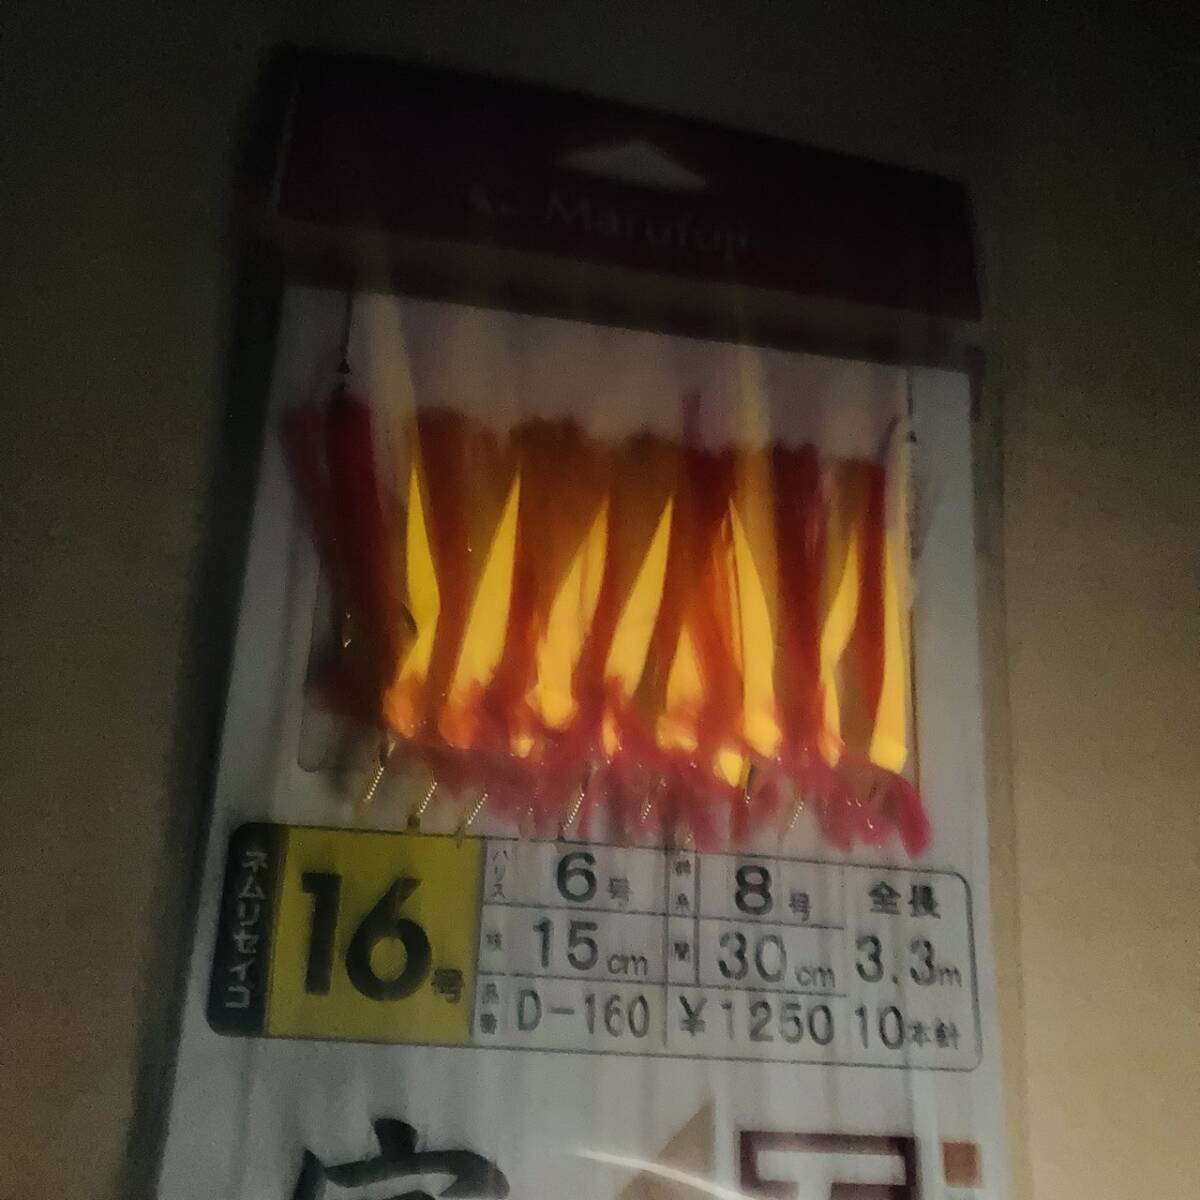 Marufuji
ネムリセイゴ
16号
ハリス 6号 幹糸 8号 全長
枝 15cm 間 30cm 3.3m
品番 D-160 ¥1250 10本針